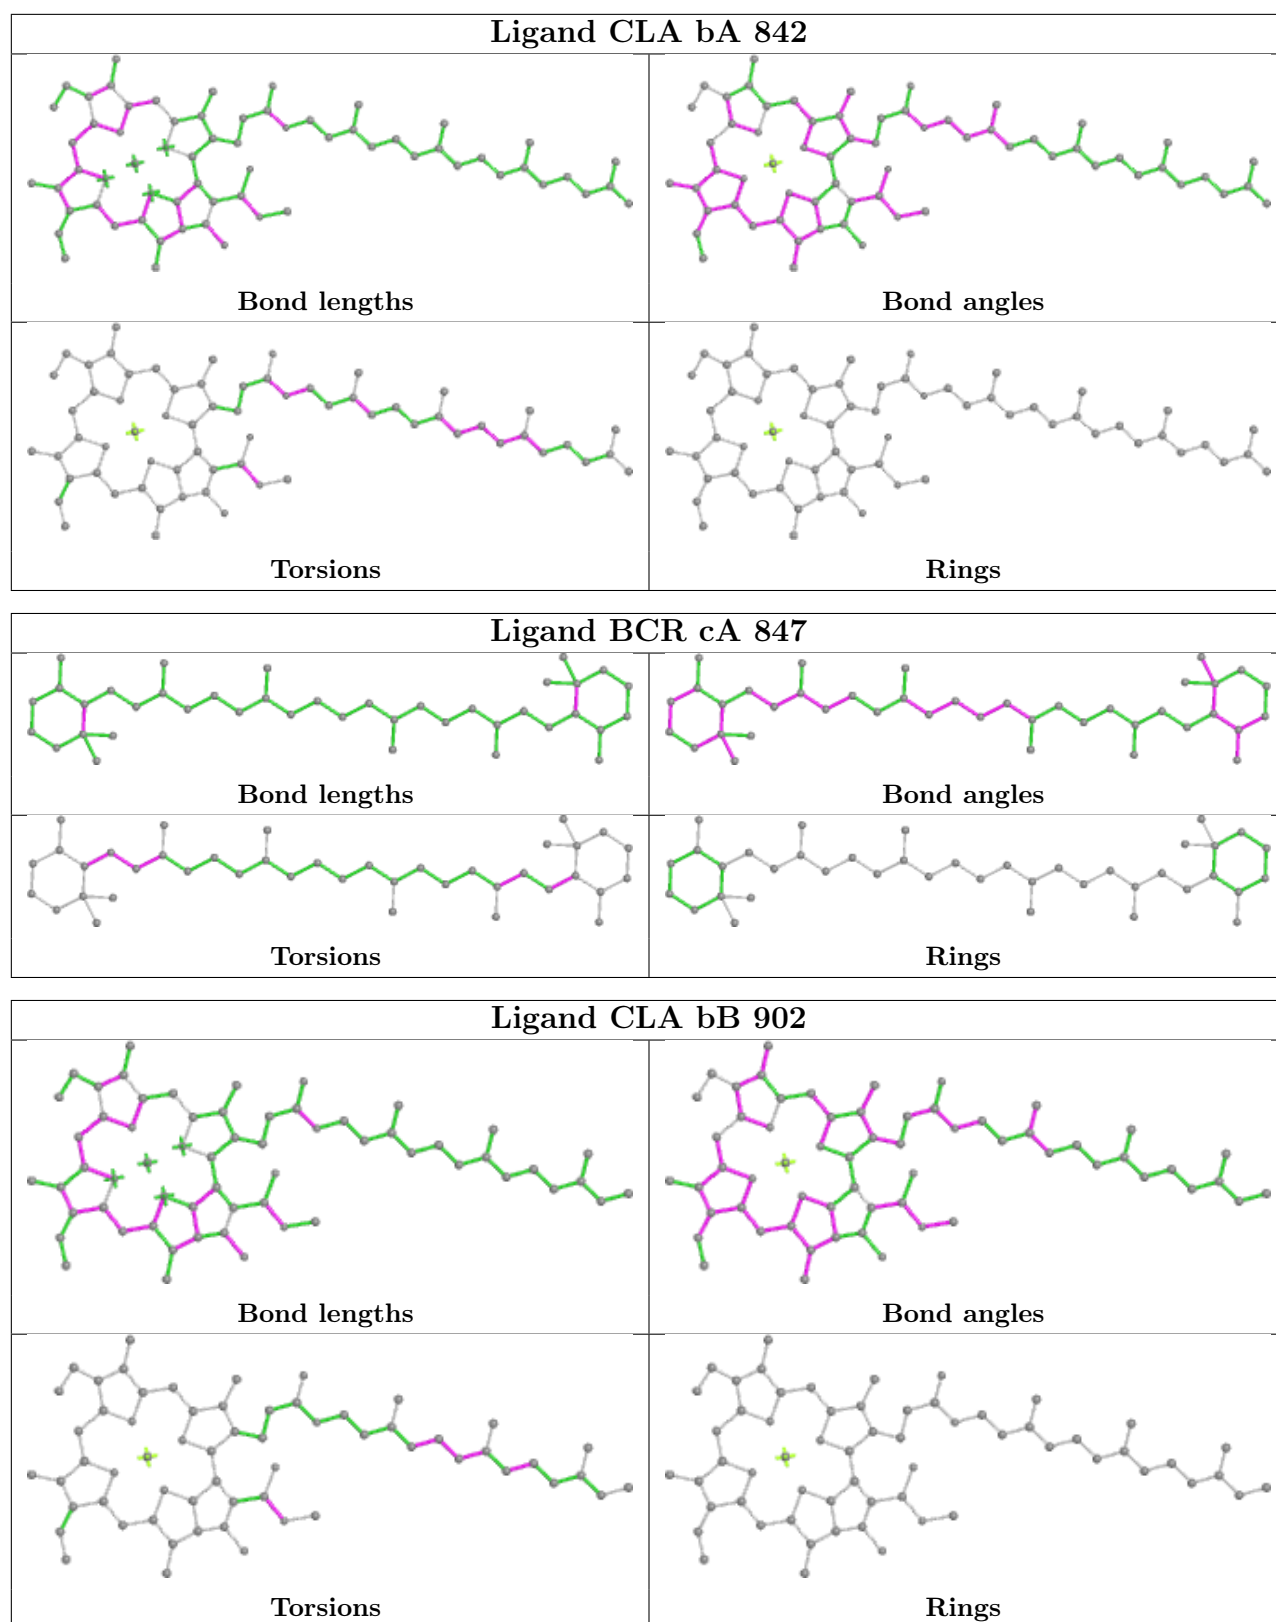 Ligand CLA bA 842
Bond lengths
Bond angles
Torsions
Rings
Ligand BCR cA 847
Bond lengths
Bond angles
Torsions
Rings
Ligand CLA bB 902
Bond lengths
Bond angles
Torsions
Rings